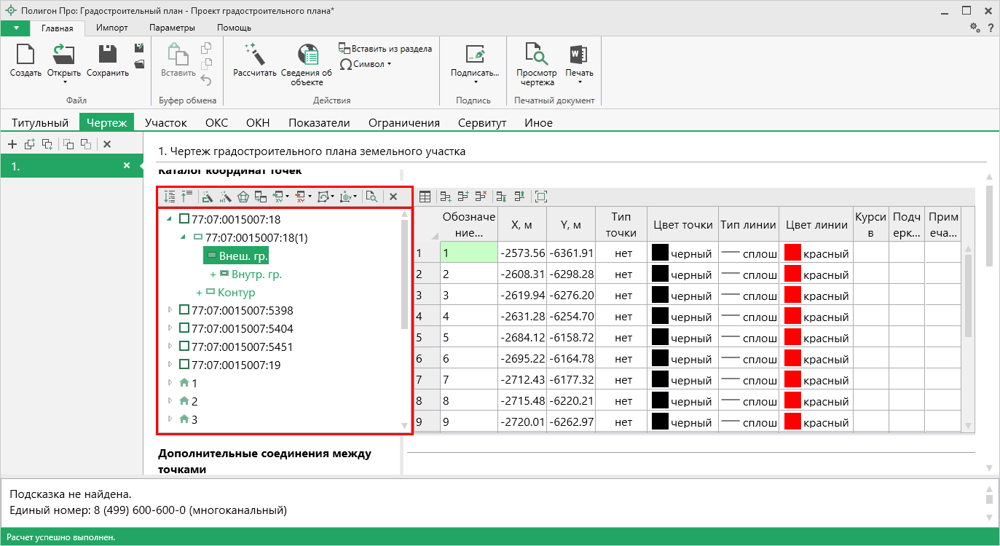 Полигон Про: Градостроительный план - Проект градостроительного плана*
Главная Импорт Параметры Помощь
?
Создать Открыть Сохранить
Вставить
Рассчитать Сведения об объекте
Вставить из раздела
Символ
Подписать...
Просмотр чертежа
Печать
Файл Буфер обмена Действия Подпись Печатный документ
Титульный Чертеж Участок ОКС ОКН Показатели Ограничения Сервитут Иное
1.
1. Чертеж градостроительного плана земельного участка
Каталог координат точек
77:07:0015007:18
77:07:0015007:18(1)
Внеш. гр.
+ Внутр. гр.
+ Контур
77:07:0015007:5398
77:07:0015007:5404
77:07:0015007:5451
77:07:0015007:19
1
2
3
Обозначе
ние... X, м Y, м Тип
точки Цвет точки Тип линии Цвет линии Курси
в Подч
ерк... Прим
еча...
1 1 -2573.56 -6361.91 нет черный сплош красный
2 2 -2608.31 -6298.28 нет черный сплош красный
3 3 -2619.94 -6276.20 нет черный сплош красный
4 4 -2631.28 -6254.70 нет черный сплош красный
5 5 -2684.12 -6158.72 нет черный сплош красный
6 6 -2695.22 -6164.78 нет черный сплош красный
7 7 -2712.43 -6177.32 нет черный сплош красный
8 8 -2715.48 -6220.21 нет черный сплош красный
9 9 -2720.01 -6262.97 нет черный сплош красный
Дополнительные соединения между
точками
Подсказка не найдена.
Единый номер: 8 (499) 600-600-0 (многоканальный)
Расчет успешно выполнен.